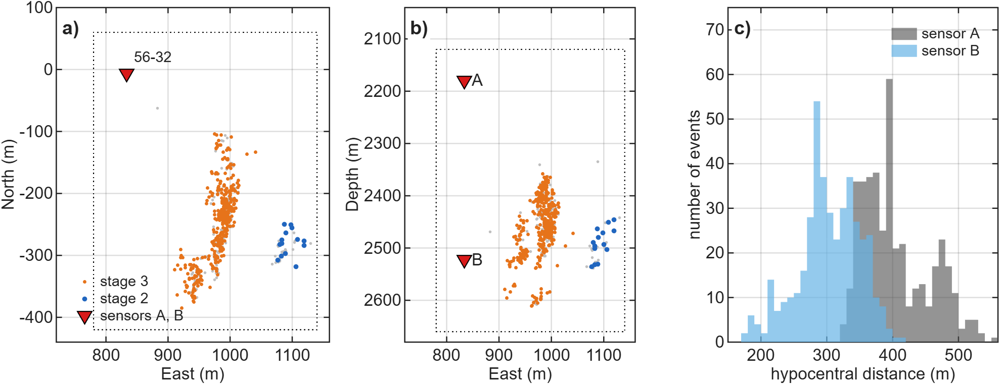 a)
100
0
-100
-200
-300
-400
North (m)
56-32
stage 3
stage 2
sensors A, B
800
900
1000
1100
East (m)
b)
2100
2200
2300
2400
2500
2600
Depth (m)
A
B
800
900
1000
1100
East (m)
c)
70
60
50
40
30
20
10
0
number of events
sensor A
sensor B
200
300
400
500
hypocentral distance (m)